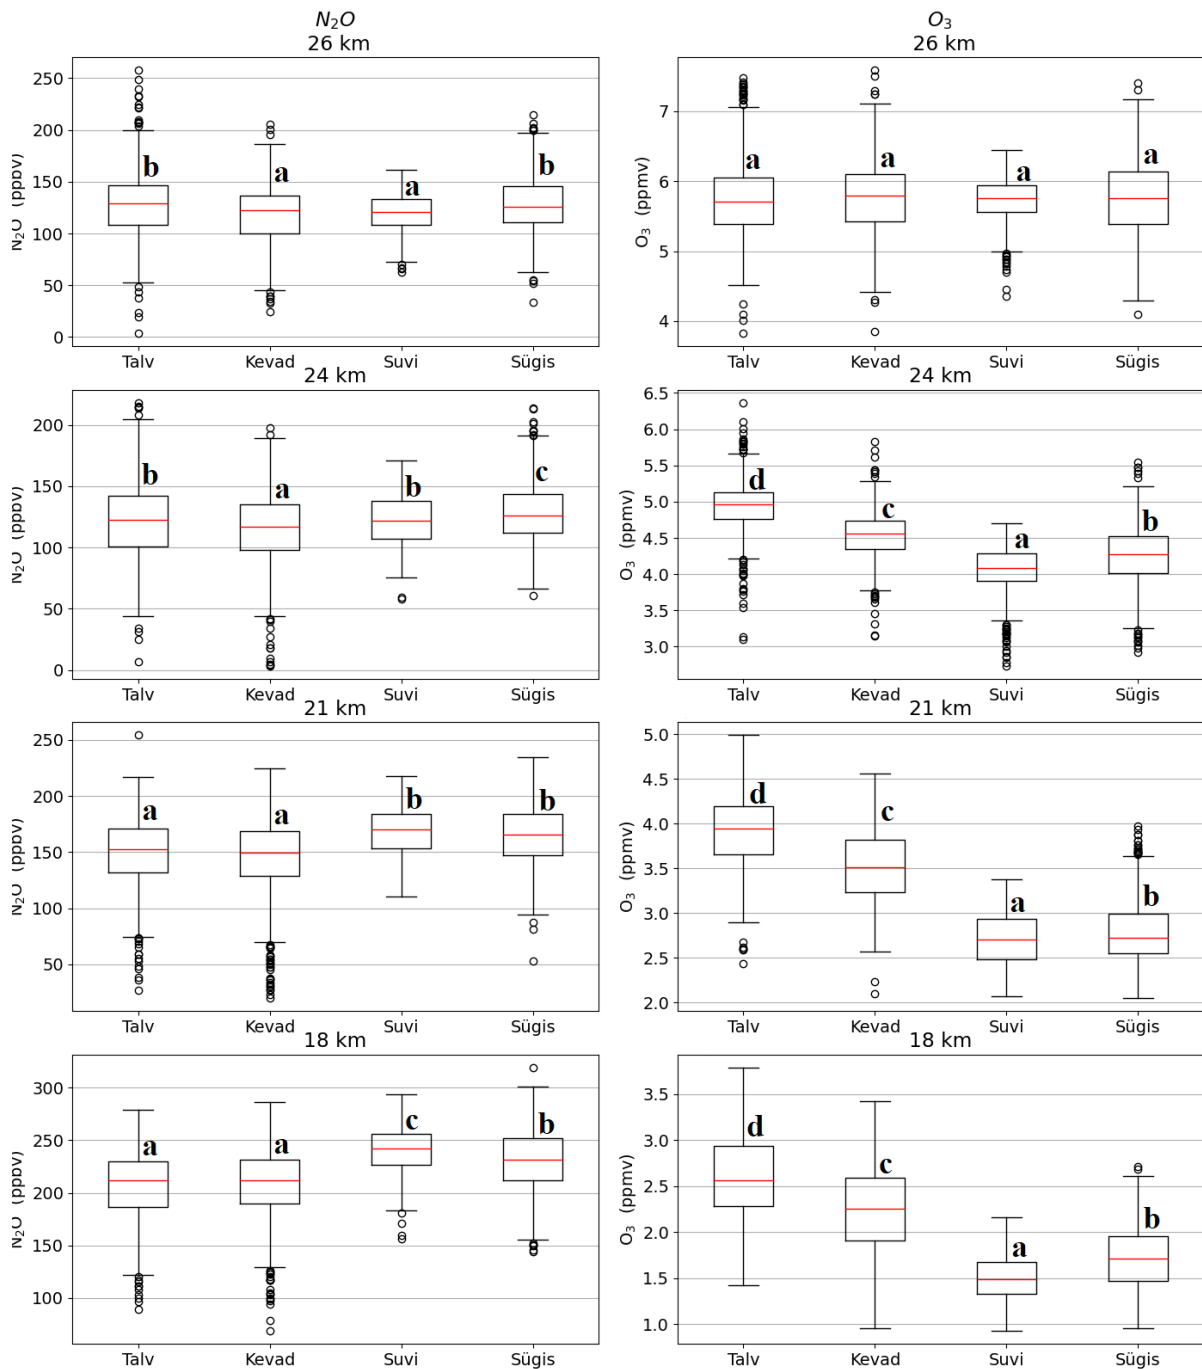 N₂O
26 km
N₂O (ppbv)
250
200
150
100
50
0
b
a
a
b
Talv Kevad Suvi Sügis
O₃
26 km
O₃ (ppmv)
7
6
5
4
a
a
a
a
Talv Kevad Suvi Sügis
24 km
N₂O (ppbv)
200
150
100
50
0
b
a
b
c
Talv Kevad Suvi Sügis
24 km
O₃ (ppmv)
6.5
6.0
5.5
5.0
4.5
4.0
3.5
3.0
d
c
a
b
Talv Kevad Suvi Sügis
21 km
N₂O (ppbv)
250
200
150
100
50
a
a
b
b
Talv Kevad Suvi Sügis
21 km
O₃ (ppmv)
5.0
4.5
4.0
3.5
3.0
2.5
2.0
d
c
a
b
Talv Kevad Suvi Sügis
18 km
N₂O (ppbv)
300
250
200
150
100
a
a
c
b
Talv Kevad Suvi Sügis
18 km
O₃ (ppmv)
3.5
3.0
2.5
2.0
1.5
1.0
d
c
a
b
Talv Kevad Suvi Sügis